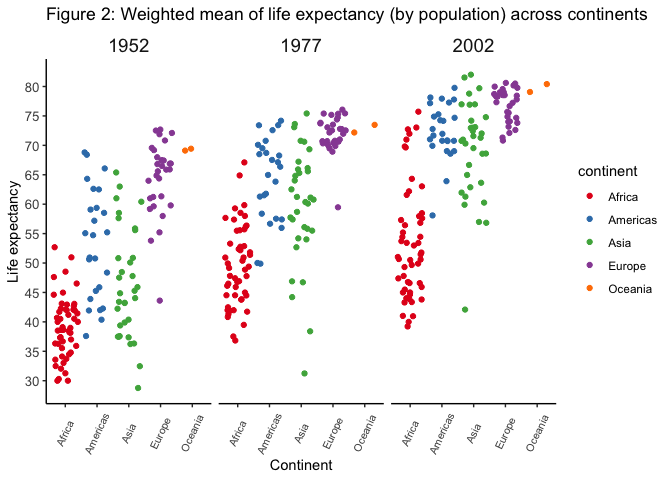 Figure 2: Weighted mean of life expectancy (by population) across continents
1952 1977 2002
80
75
70
65
60
55
50
45
40
35
30
Life expectancy
Africa Americas Asia Europe Oceania Africa Americas Asia Europe Oceania Africa Americas Asia Europe Oceania
Continent
continent
Africa
Americas
Asia
Europe
Oceania